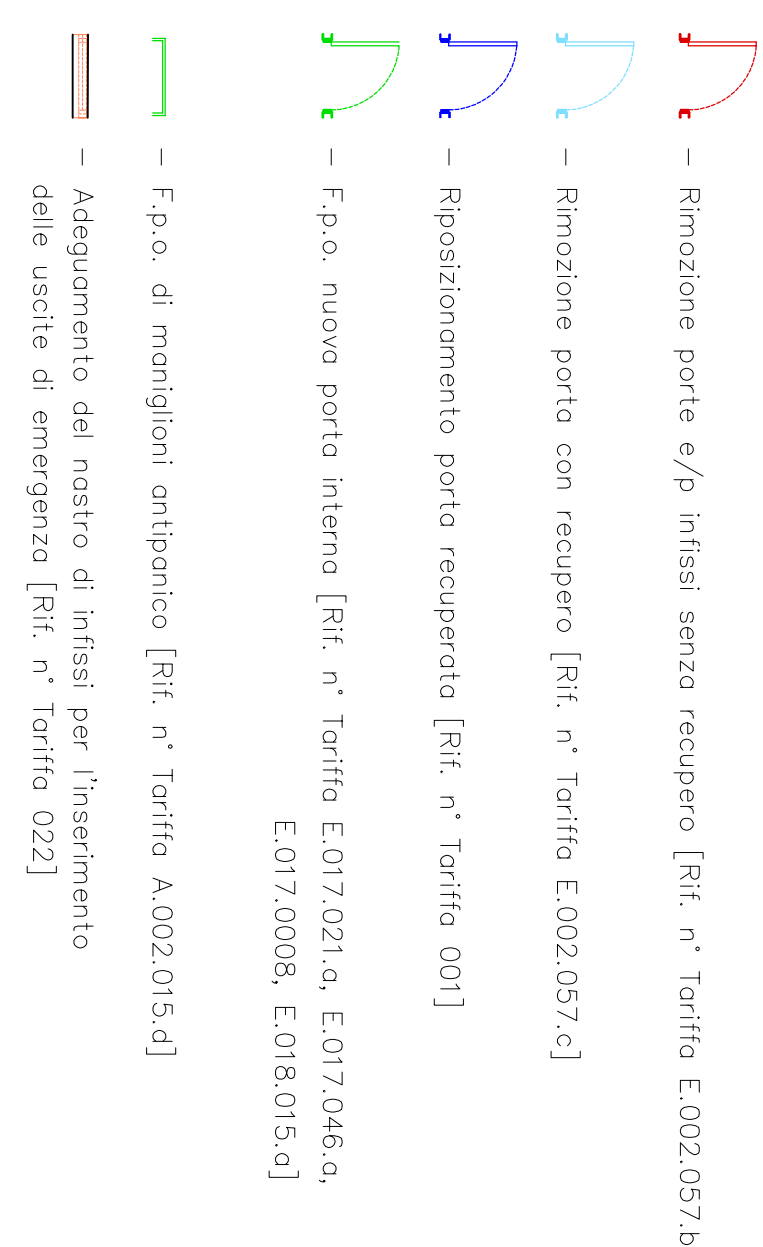 – Rimozione porte e/p infissi senza recupero [Rif. n° Tariffa E.002.057.b
– Rimozione porta con recupero [Rif. n° Tariffa E.002.057.c]
– Riposizionamento porta recuperata [Rif. n° Tariffa 001]
– F.p.o. nuova porta interna [Rif. n° Tariffa E.017.021.a, E.017.046.a,
E.017.0008, E.018.015.a]
– F.p.o. di maniglioni antipanico [Rif. n° Tariffa A.002.015.d]
– Adeguamento del nastro di infissi per l'inserimento
delle uscite di emergenza [Rif. n° Tariffa 022]